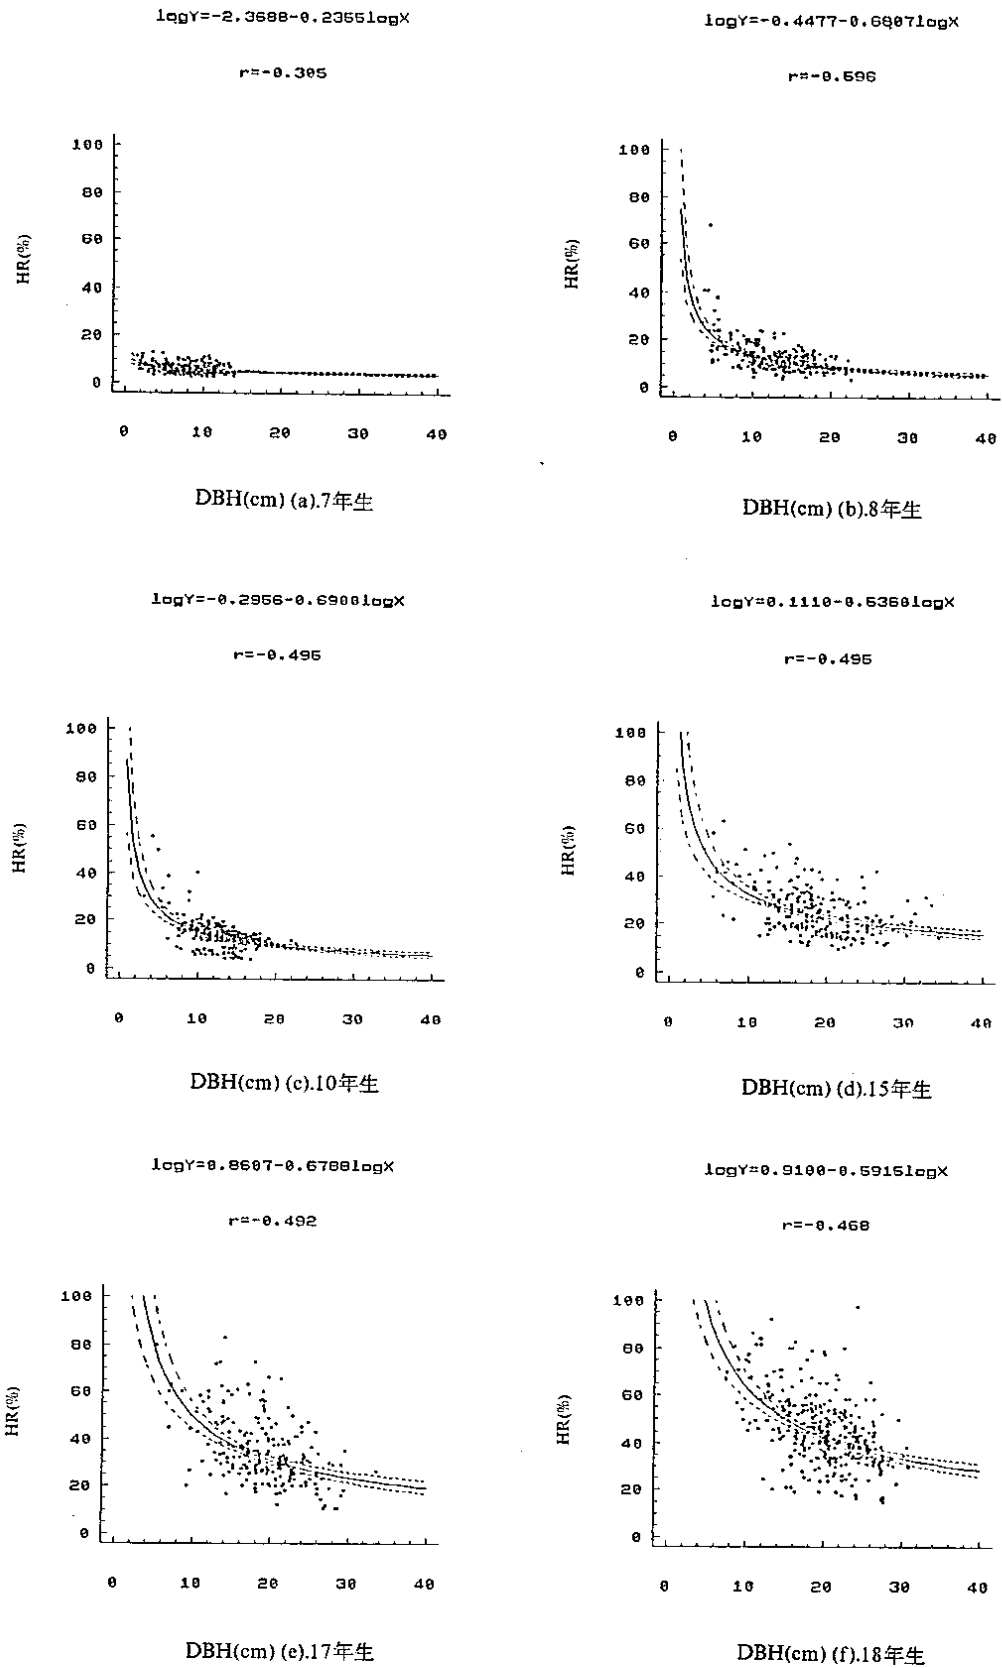 logY=-2.3688-0.2355logX
r=-0.305
HR(%)
100
80
60
40
20
0
0 10 20 30 40
DBH(cm) (a).7年生
logY=-0.4477-0.6807logX
r=-0.596
HR(%)
100
80
60
40
20
0
0 10 20 30 40
DBH(cm) (b).8年生
logY=-0.2956-0.6988logX
r=-0.495
HR(%)
100
80
60
40
20
0
0 10 20 30 40
DBH(cm) (c).10年生
logY=0.1110-0.5368logX
r=-0.495
HR(%)
100
80
60
40
20
0
0 10 20 30 40
DBH(cm) (d).15年生
logY=0.8607-0.6788logX
r=-0.492
HR(%)
100
80
60
40
20
0
0 10 20 30 40
DBH(cm) (e).17年生
logY=0.9100-0.5915logX
r=-0.468
HR(%)
100
80
60
40
20
0
0 10 20 30 40
DBH(cm) (f).18年生